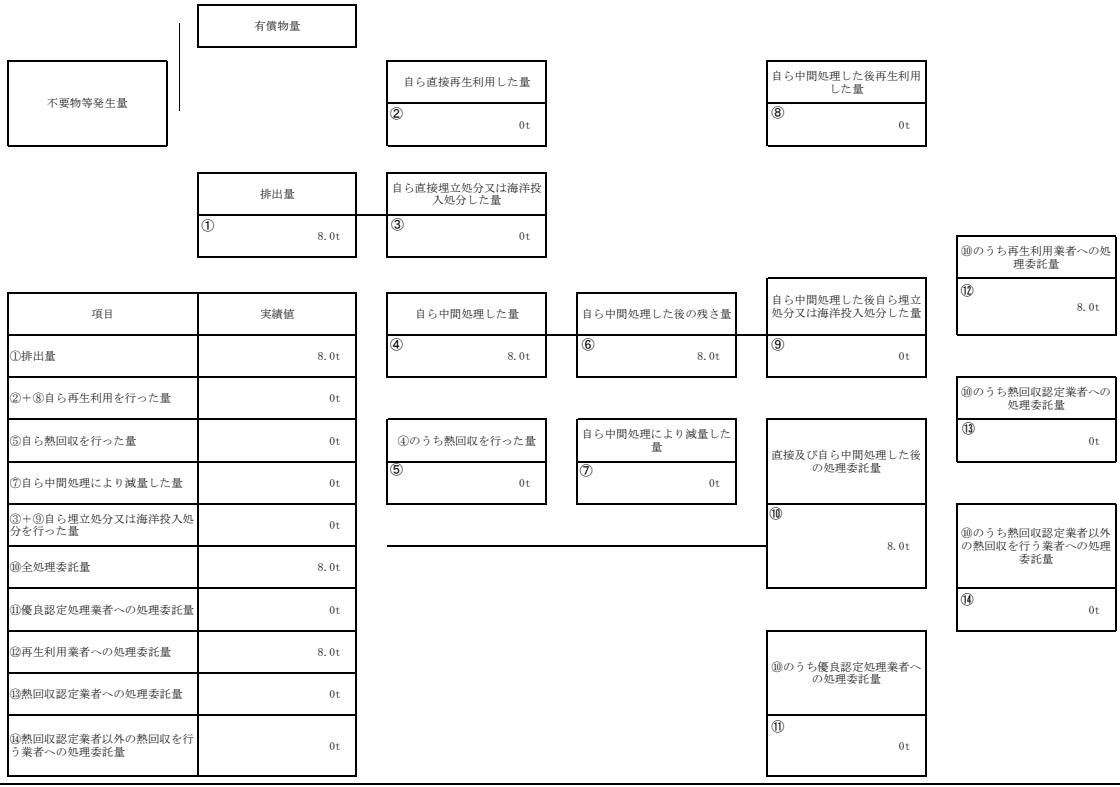 有償物量
不要物等発生量
自ら直接再生利用した量
②
0t
自ら中間処理した後再生利用
した量
⑧
0t
排出量
①
8.0t
自ら直接埋立処分又は海洋投
入処分した量
③
0t
⑩のうち再生利用業者への処
理委託量
⑫
8.0t
自ら中間処理した量
④
8.0t
自ら中間処理した後の残さ量
⑥
8.0t
自ら中間処理した後自ら埋立
処分又は海洋投入処分した量
⑨
0t
⑩のうち熱回収認定業者への
処理委託量
⑬
0t
④のうち熱回収を行った量
⑤
0t
自ら中間処理により減量した
量
⑦
0t
直接及び自ら中間処理した後
の処理委託量
⑩
8.0t
⑩のうち熱回収認定業者以外
の熱回収を行う業者への処理
委託量
⑭
0t
⑩のうち優良認定処理業者へ
の処理委託量
⑪
0t
項目 実績値
①排出量 8.0t
②＋⑧自ら再生利用を行った量 0t
⑤自ら熱回収を行った量 0t
⑦自ら中間処理により減量した量 0t
③＋⑨自ら埋立処分又は海洋投入処
分を行った量 0t
⑩全処理委託量 8.0t
⑪優良認定処理業者への処理委託量 0t
⑫再生利用業者への処理委託量 8.0t
⑬熱回収認定業者への処理委託量 0t
⑭熱回収認定業者以外の熱回収を行
う業者への処理委託量 0t